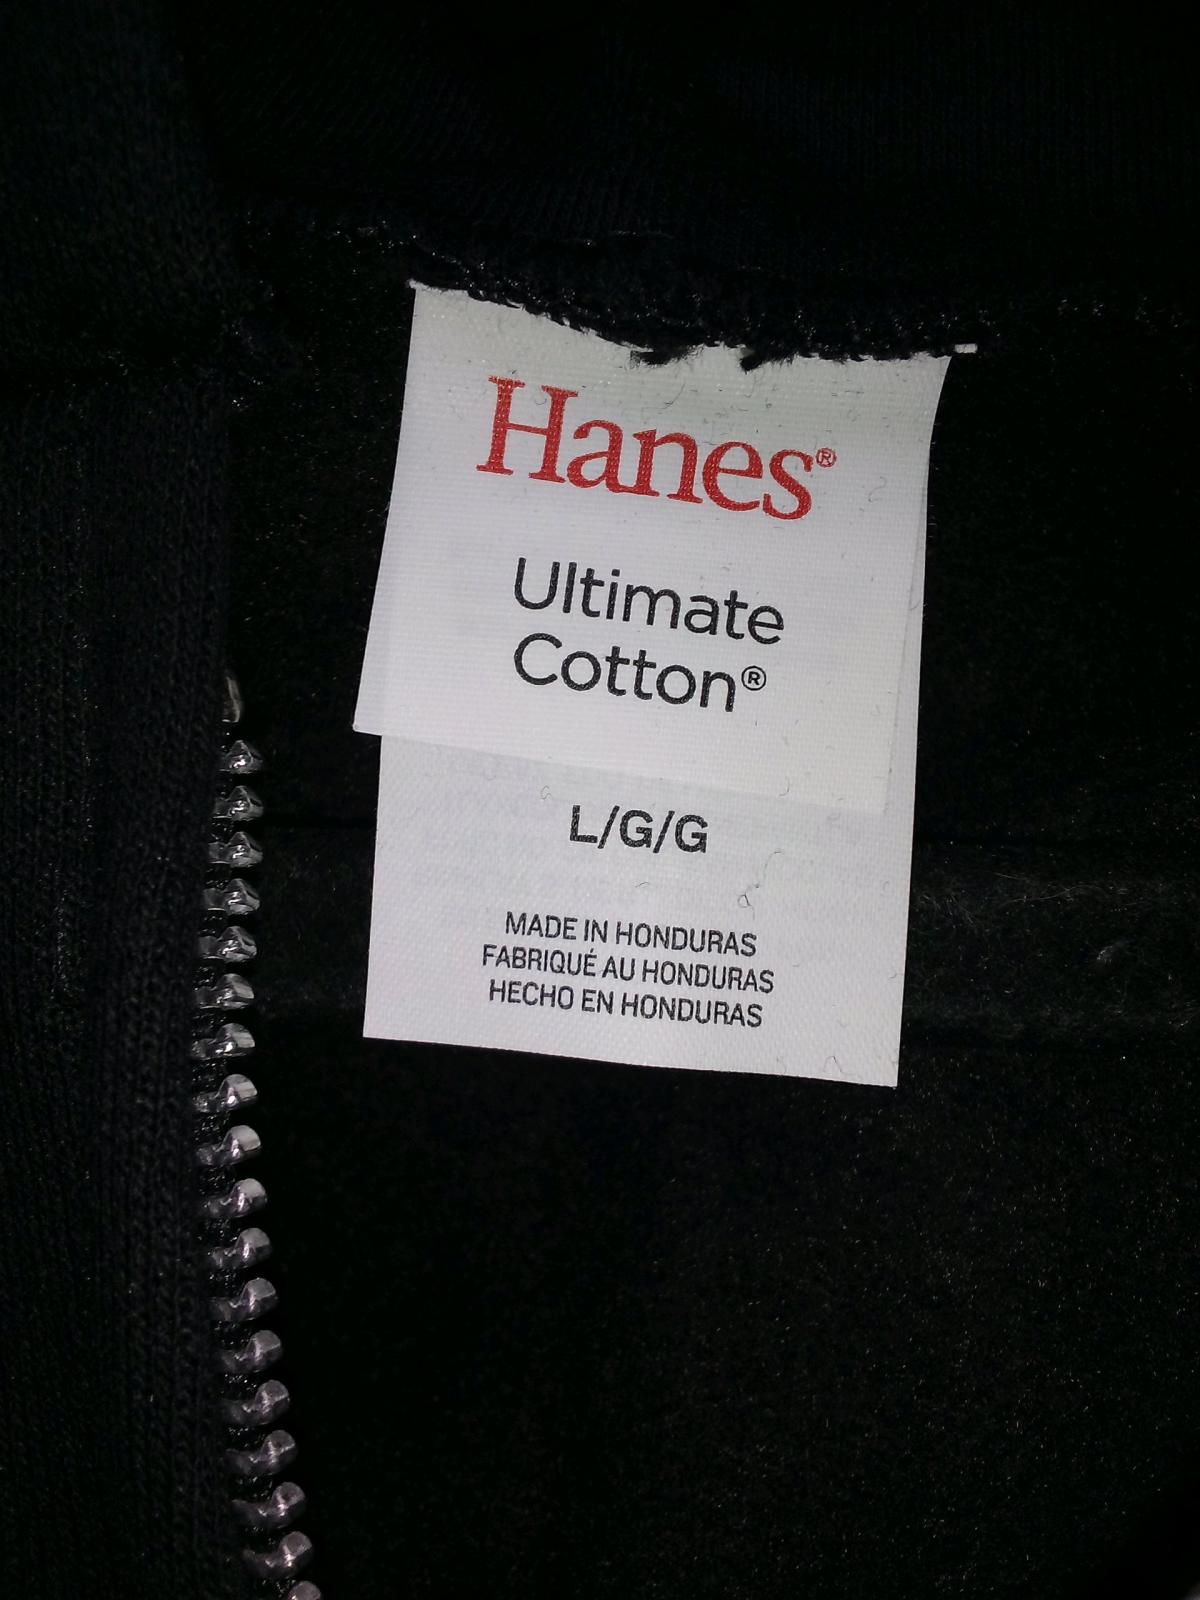 Hanes®
Ultimate
Cotton®
L/G/G
MADE IN HONDURAS
FABRIQUÉ AU HONDURAS
HECHO EN HONDURAS